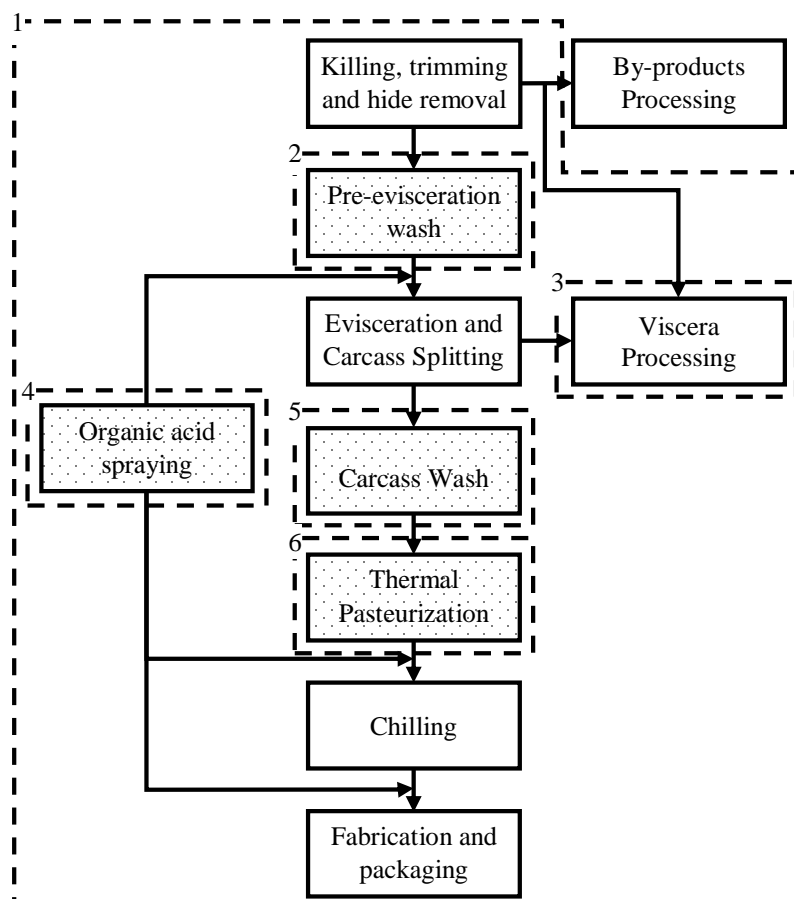 1
Killing, trimming
and hide removal
By-products
Processing
2
Pre-evisceration
wash
3
Evisceration and
Carcass Splitting
Viscera
Processing
4
Organic acid
spraying
5
Carcass Wash
6
Thermal
Pasteurization
Chilling
Fabrication and
packaging